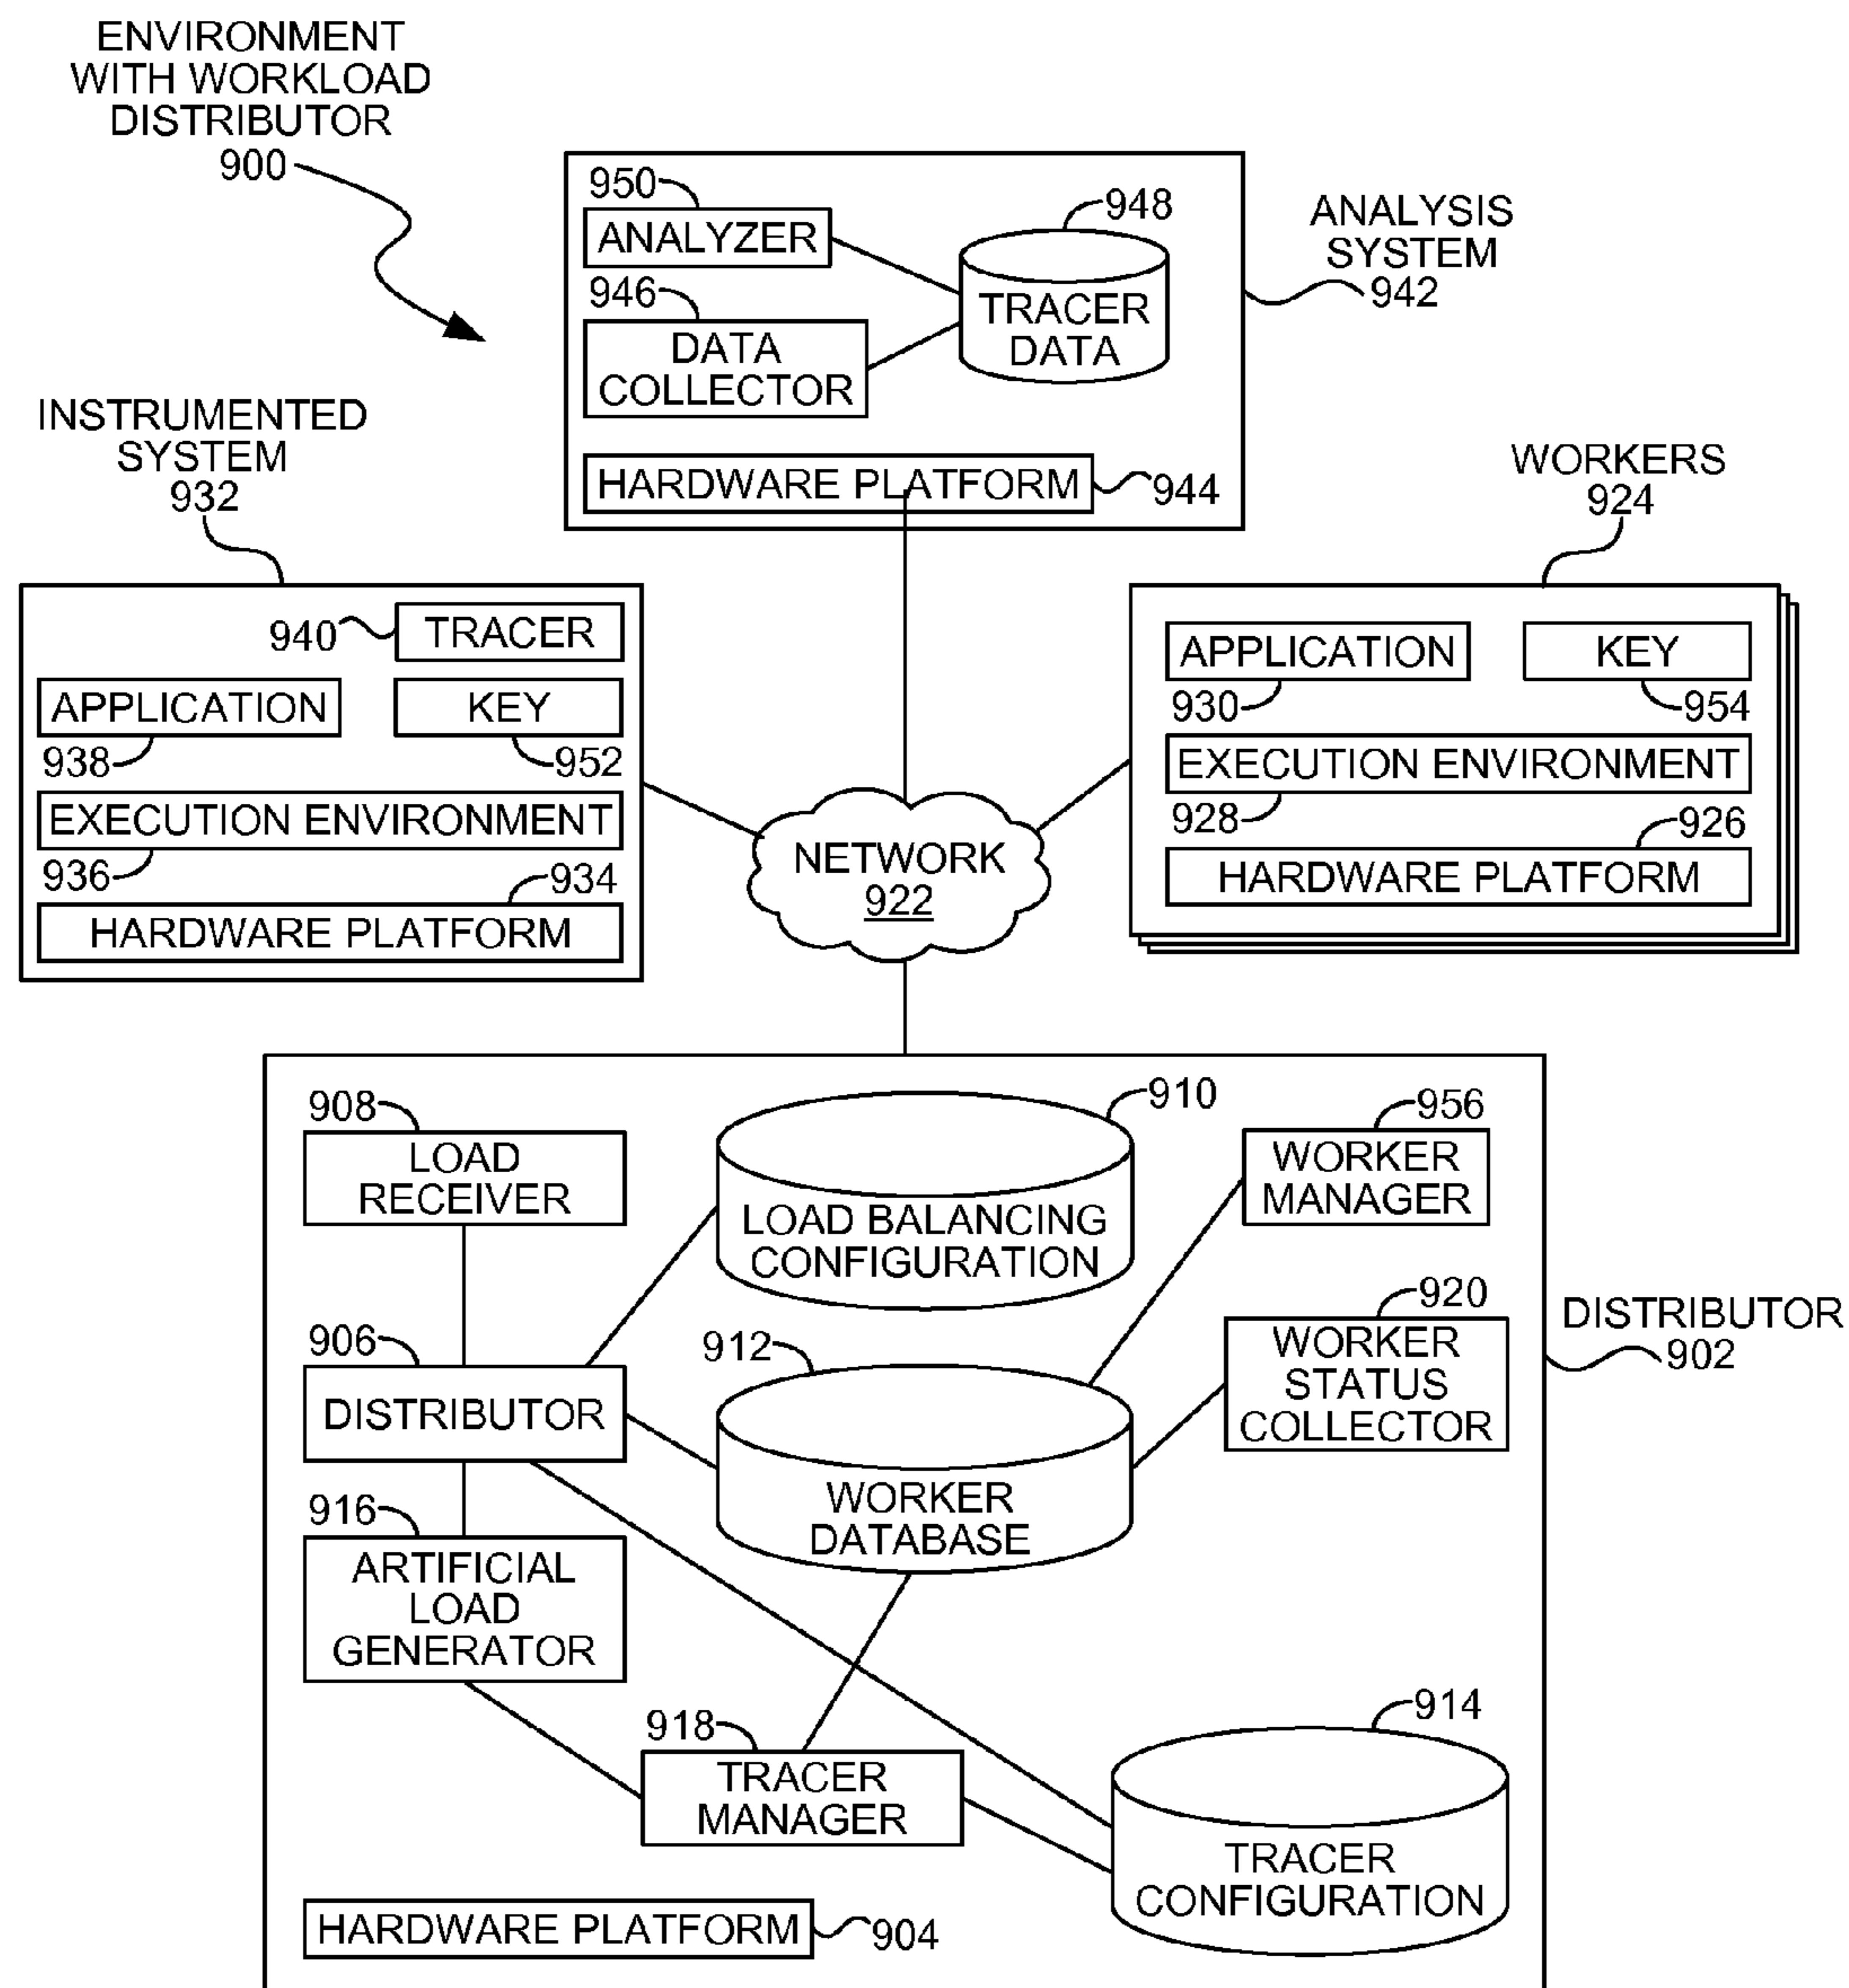 ENVIRONMENT
WITH WORKLOAD
DISTRIBUTOR
900
950
ANALYZER
948
TRACER
DATA
946
DATA
COLLECTOR
HARDWARE PLATFORM
944
ANALYSIS
SYSTEM
942
INSTRUMENTED
SYSTEM
932
940
TRACER
APPLICATION
938
KEY
952
EXECUTION ENVIRONMENT
936
934
HARDWARE PLATFORM
WORKERS
924
APPLICATION
930
KEY
954
EXECUTION ENVIRONMENT
928
926
HARDWARE PLATFORM
NETWORK
922
908
LOAD
RECEIVER
910
LOAD BALANCING
CONFIGURATION
956
WORKER
MANAGER
920
WORKER
STATUS
COLLECTOR
DISTRIBUTOR
902
906
DISTRIBUTOR
912
WORKER
DATABASE
916
ARTIFICIAL
LOAD
GENERATOR
918
TRACER
MANAGER
914
TRACER
CONFIGURATION
HARDWARE PLATFORM
904